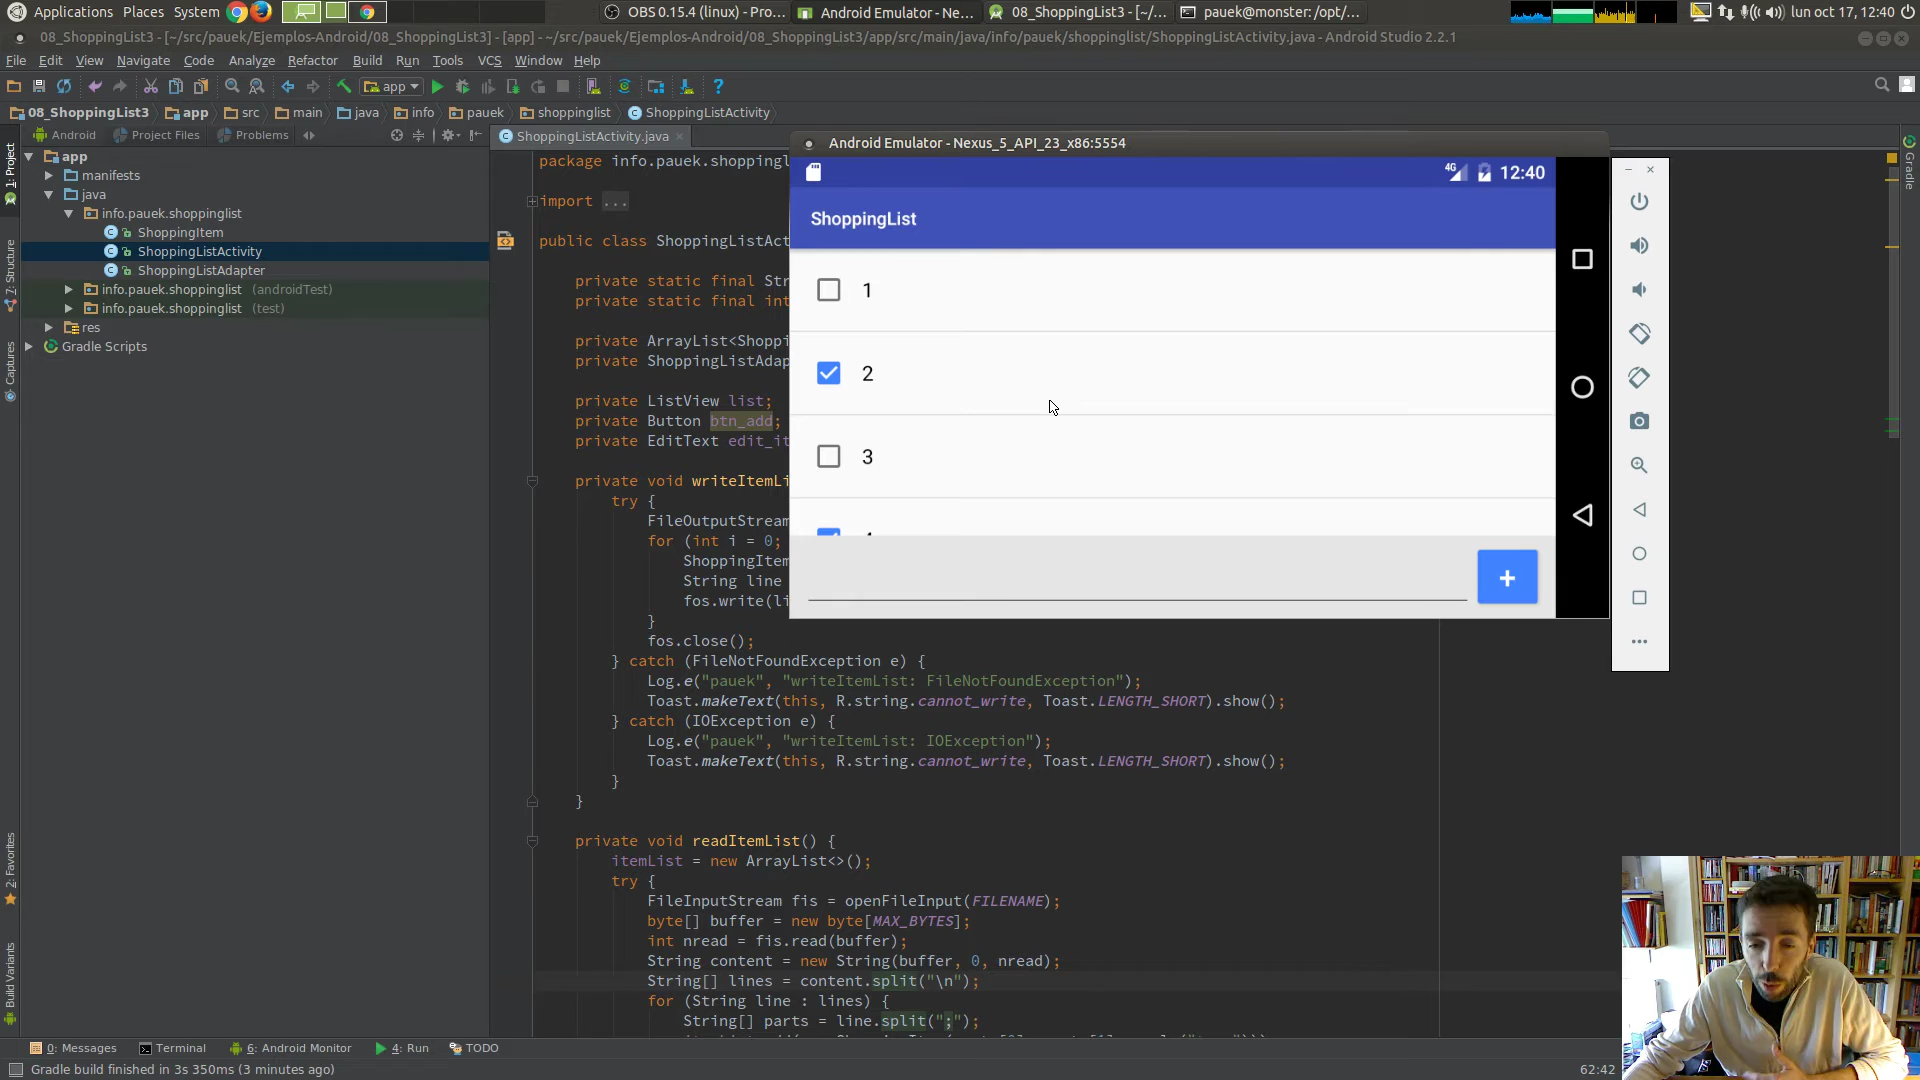 Applications Places System
OBS 0.15.4 (linux) - Pro...
Android Emulator - Ne...
08_ShoppingList3 - [~/...
pauek@monster: /opt/...
lun oct 17, 12:40
08_ShoppingList3 - [~/src/pauek/Ejemplos-Android/08_ShoppingList3] - [app] - ~/src/pauek/Ejemplos-Android/08_ShoppingList3/app/src/main/java/info/pauek/shoppinglist/ShoppingListActivity.java - Android Studio 2.2.1
File Edit View Navigate Code Analyze Refactor Build Run Tools VCS Window Help
app
08_ShoppingList3 app src main java info pauek shoppinglist ShoppingListActivity
Android Project Files Problems
ShoppingListActivity.java
1: Project
7: Structure
Captures
2: Favorites
Build Variants
Gradle
app
manifests
java
info.pauek.shoppinglist
ShoppingItem
ShoppingListActivity
ShoppingListAdapter
info.pauek.shoppinglist (androidTest)
info.pauek.shoppinglist (test)
res
Gradle Scripts
package info.pauek.shoppingl
import ...
public class ShoppingListAct
private static final Str
private static final int
private ArrayList<Shoppi
private ShoppingListAdap
private ListView list;
private Button btn_add;
private EditText edit_it
private void writeItemLi
try {
FileOutputStream
for (int i = 0;
ShoppingItem
String line
fos.write(li
}
fos.close();
} catch (FileNotFoundException e) {
Log.e("pauek", "writeItemList: FileNotFoundException");
Toast.makeText(this, R.string.cannot_write, Toast.LENGTH_SHORT).show();
} catch (IOException e) {
Log.e("pauek", "writeItemList: IOException");
Toast.makeText(this, R.string.cannot_write, Toast.LENGTH_SHORT).show();
}
}
private void readItemList() {
itemList = new ArrayList<>();
try {
FileInputStream fis = openFileInput(FILENAME);
byte[] buffer = new byte[MAX_BYTES];
int nread = fis.read(buffer);
String content = new String(buffer, 0, nread);
String[] lines = content.split("\n");
for (String line : lines) {
String[] parts = line.split(";");
Android Emulator - Nexus_5_API_23_x86:5554
4G 12:40
ShoppingList
1
2
3
+
0: Messages Terminal 6: Android Monitor 4: Run TODO
Gradle build finished in 3s 350ms (3 minutes ago)
62:42